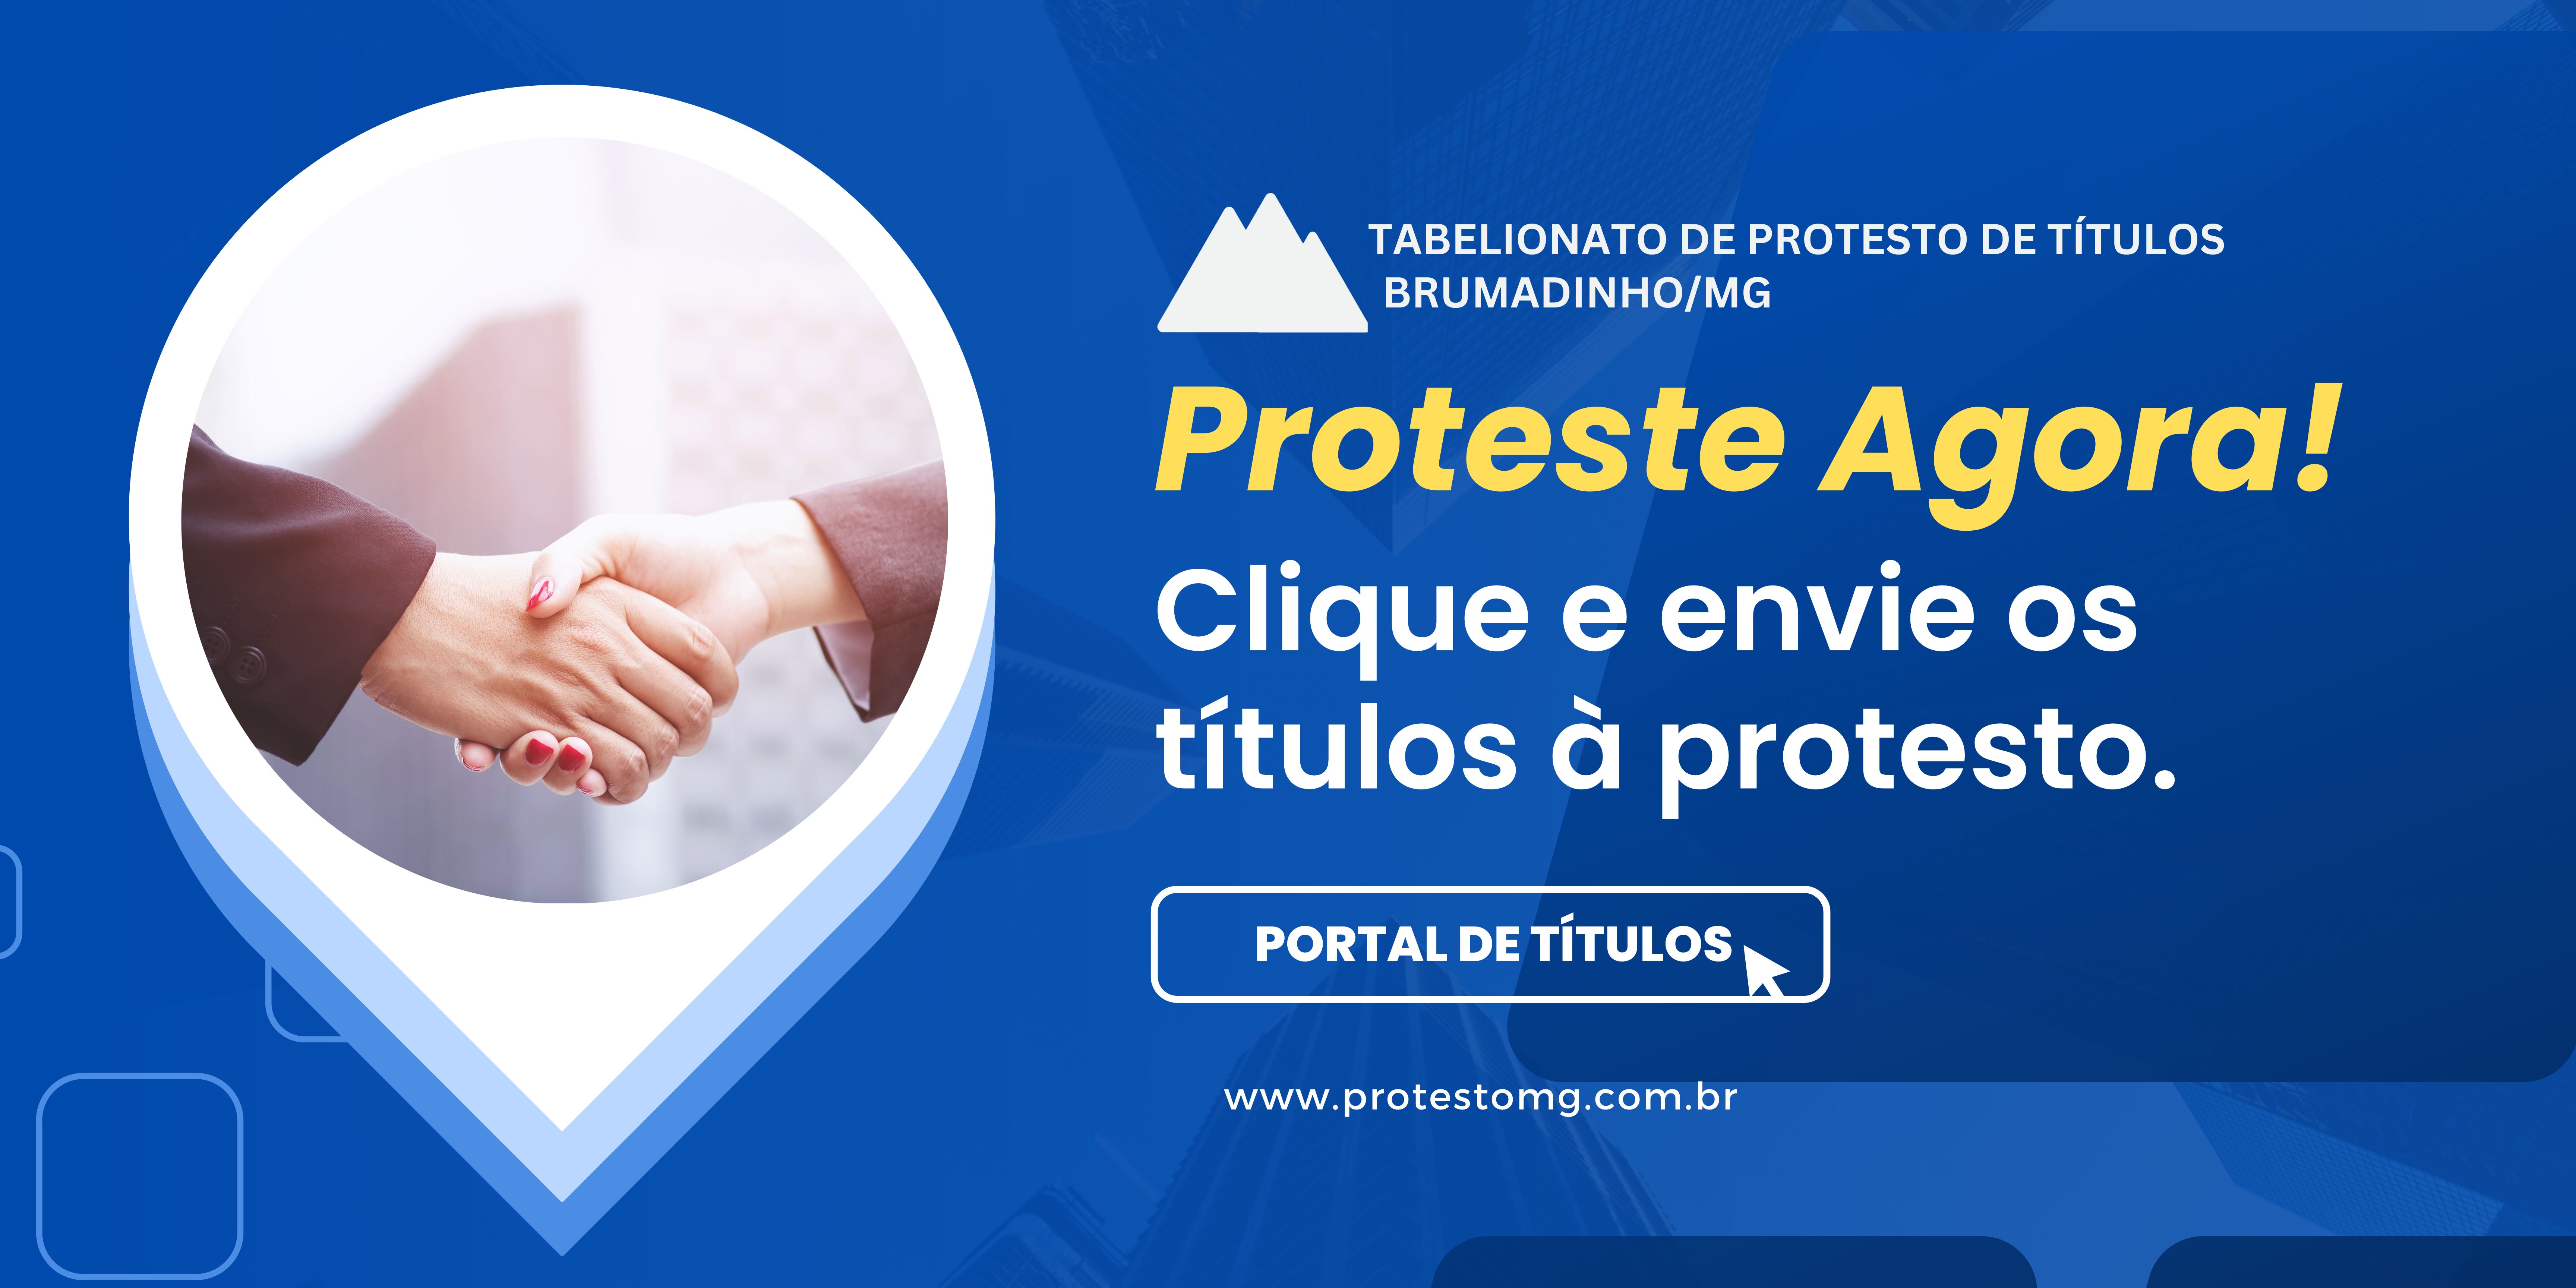 TABELIONATO DE PROTESTO DE TÍTULOS
BRUMADINHO/MG
Proteste Agora!
Clique e envie os
títulos à protesto.
PORTAL DE TÍTULOS
www.protestomg.com.br